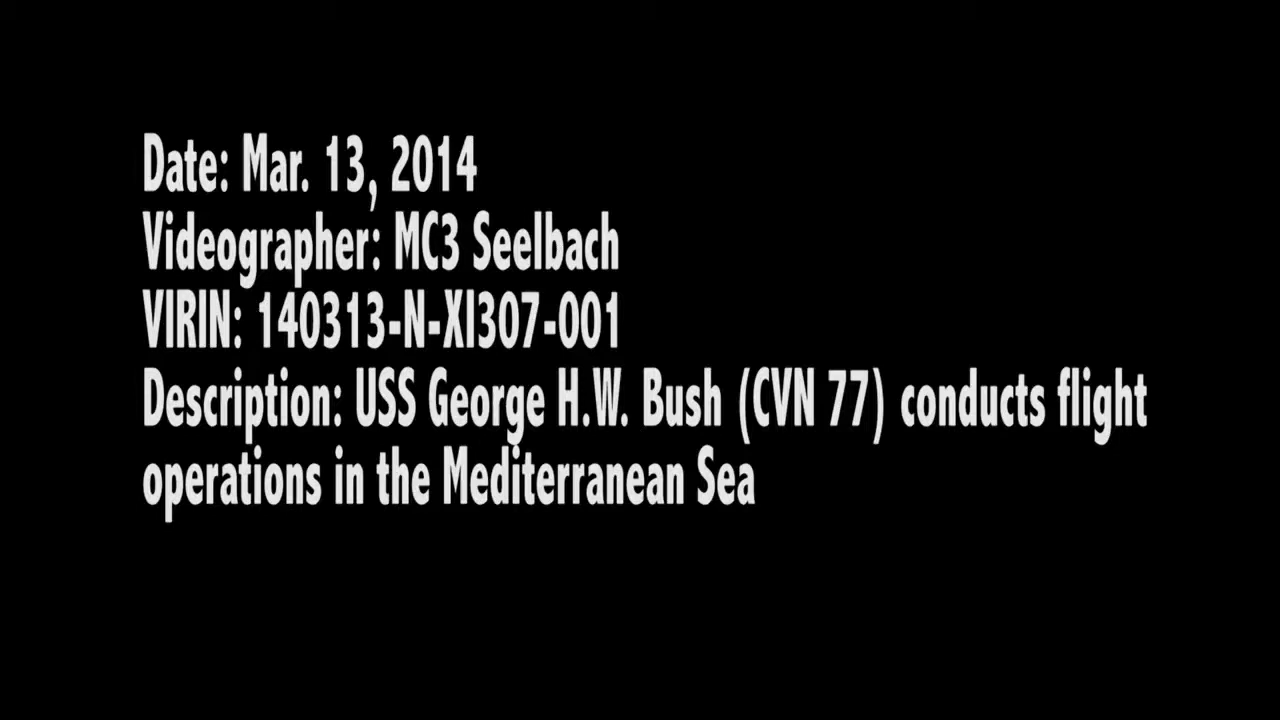 Date: Mar. 13, 2014
Videographer: MC3 Seelbach
VIRIN: 140313-N-XI307-001
Description: USS George H.W. Bush (CVN 77) conducts flight
operations in the Mediterranean Sea